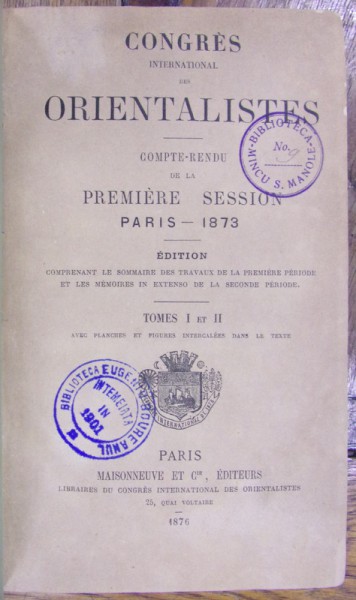 CONGRÈS
INTERNATIONAL
DES
ORIENTALISTES
COMPTE-RENDU
DE LA
PREMIÈRE SESSION
PARIS — 1873
ÉDITION
COMPRENANT LE SOMMAIRE DES TRAVAUX DE LA PREMIÈRE PÉRIODE
ET LES MÉMOIRES IN EXTENSO DE LA SECONDE PÉRIODE.
TOMES I ET II
AVEC PLANCHES ET FIGURES INTERCALÉES DANS LE TEXTE
PARIS
MAISONNEUVE ET Cie, ÉDITEURS
LIBRAIRES DU CONGRÈS INTERNATIONAL DES ORIENTALISTES
25, QUAI VOLTAIRE
1876
BIBLIOTECA
No. 9
MINCU S. MANOLE
BIBLIOTECA EUGEN BOUREANUL
INTEMEIATA
IN
1901